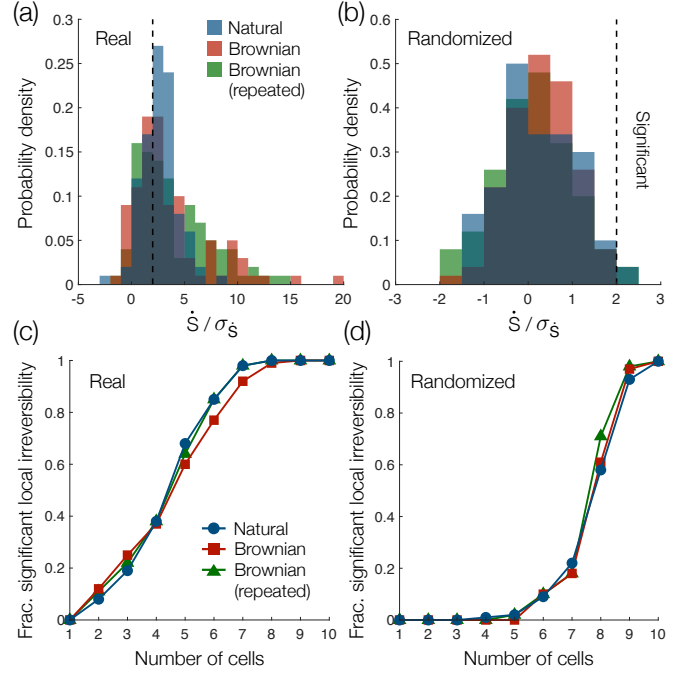 (a)
Real
Natural
Brownian
Brownian
(repeated)
Probability density
0.3
0.25
0.2
0.15
0.1
0.05
0
-5
0
5
10
15
20
Ṡ / σṠ
(b)
Randomized
Significant
Probability density
0.6
0.5
0.4
0.3
0.2
0.1
0
-3
-2
-1
0
1
2
3
Ṡ / σṠ
(c)
Real
Natural
Brownian
Brownian
(repeated)
Frac. significant local irreversibility
1
0.8
0.6
0.4
0.2
0
1
2
3
4
5
6
7
8
9
10
Number of cells
(d)
Randomized
Frac. significant local irreversibility
1
0.8
0.6
0.4
0.2
0
1
2
3
4
5
6
7
8
9
10
Number of cells